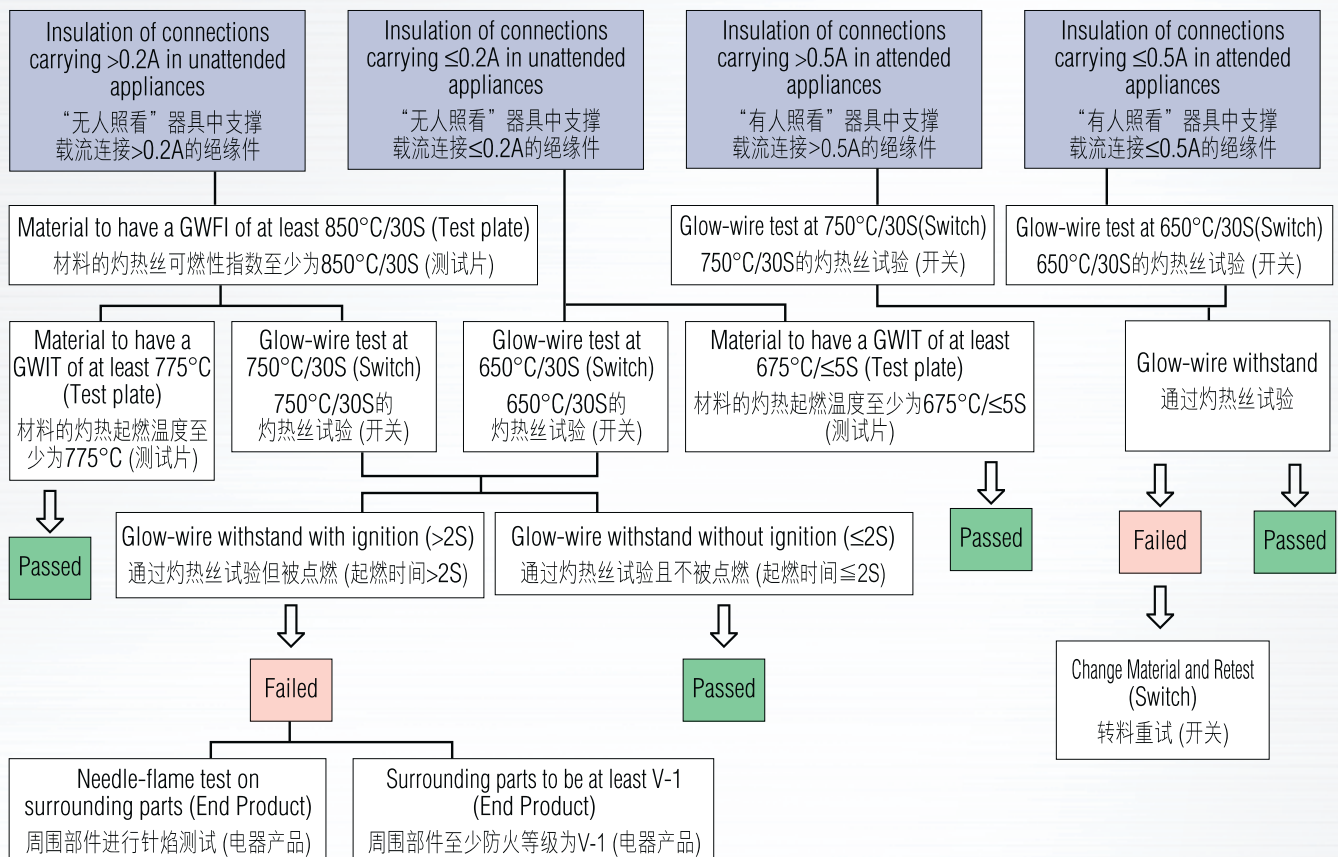 Insulation of connections
carrying >0.2A in unattended
appliances
“无人照看”器具中支撑
载流连接>0.2A的绝缘件
Insulation of connections
carrying ≤0.2A in unattended
appliances
“无人照看”器具中支撑
载流连接≤0.2A的绝缘件
Insulation of connections
carrying >0.5A in attended
appliances
“有人照看”器具中支撑
载流连接>0.5A的绝缘件
Insulation of connections
carrying ≤0.5A in attended
appliances
“有人照看”器具中支撑
载流连接≤0.5A的绝缘件
Material to have a GWFI of at least 850°C/30S (Test plate)
材料的灼热丝可燃性指数至少为850°C/30S (测试片)
Glow-wire test at 750°C/30S(Switch)
750°C/30S的灼热丝试验 (开关)
Glow-wire test at 650°C/30S(Switch)
650°C/30S的灼热丝试验 (开关)
Material to have a
GWIT of at least 775°C
(Test plate)
材料的灼热起燃温度至
少为775°C (测试片)
Glow-wire test at
750°C/30S (Switch)
750°C/30S的
灼热丝试验 (开关)
Glow-wire test at
650°C/30S (Switch)
650°C/30S的
灼热丝试验 (开关)
Material to have a GWIT of at least
675°C/≤5S (Test plate)
材料的灼热起燃温度至少为675°C/≤5S
(测试片)
Glow-wire withstand
通过灼热丝试验
Passed
Glow-wire withstand with ignition (>2S)
通过灼热丝试验但被点燃 (起燃时间>2S)
Glow-wire withstand without ignition (≤2S)
通过灼热丝试验且不被点燃 (起燃时间≦2S)
Passed
Failed
Passed
Failed
Passed
Change Material and Retest
(Switch)
转料重试 (开关)
Needle-flame test on
surrounding parts (End Product)
周围部件进行针焰测试 (电器产品)
Surrounding parts to be at least V-1
(End Product)
周围部件至少防火等级为V-1 (电器产品)